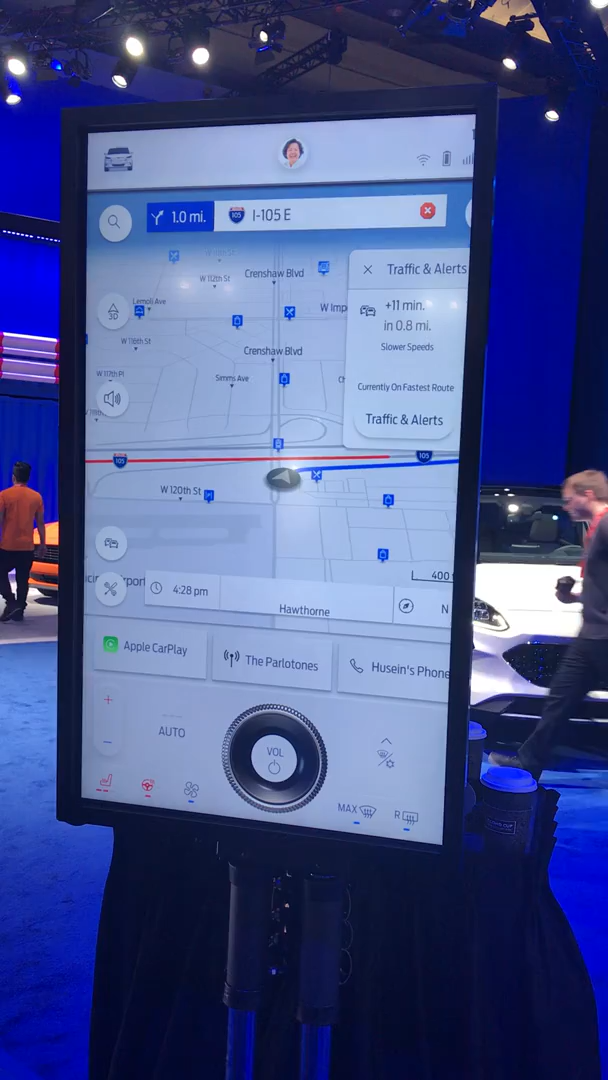 1.0 mi.
105
I-105 E
W 112th St
Crenshaw Blvd
Traffic & Alerts
+11 min.
in 0.8 mi.
Slower Speeds
3D
Lemoli Ave
W 116th St
Crenshaw Blvd
W 117th Pl
Simms Ave
Currently On Fastest Route
Traffic & Alerts
105
105
W 120th St
400
4:28 pm
Hawthorne
N
Apple CarPlay
The Parlotones
Husein's Phone
+
AUTO
VOL
-
MAX
R